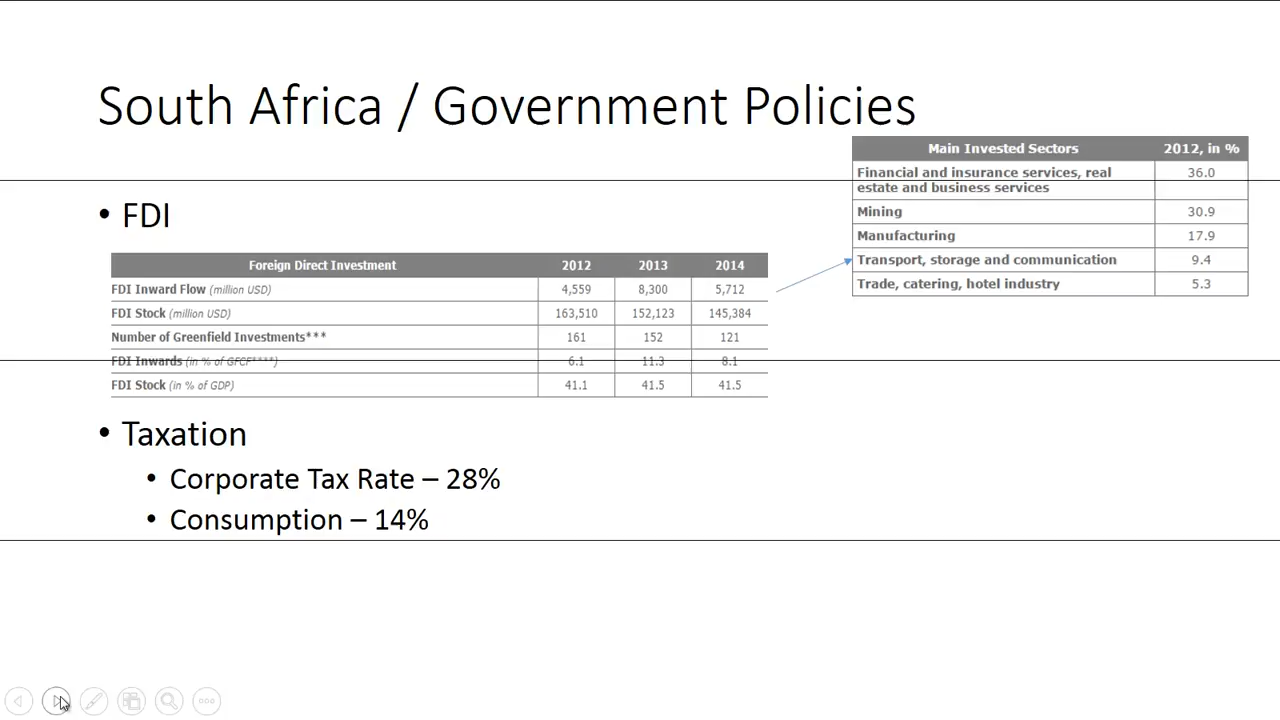 South Africa / Government Policies
Main Invested Sectors 2012, in %
Financial and insurance services, real 36.0
estate and business services
Mining 30.9
Manufacturing 17.9
Transport, storage and communication 9.4
Trade, catering, hotel industry 5.3
• FDI
Foreign Direct Investment 2012 2013 2014
FDI Inward Flow (million USD) 4,559 8,300 5,712
FDI Stock (million USD) 163,510 152,123 145,384
Number of Greenfield Investments*** 161 152 121
FDI Inwards (in % of GFCF****) 6.1 11.3 8.1
FDI Stock (in % of GDP) 41.1 41.5 41.5
• Taxation
• Corporate Tax Rate – 28%
• Consumption – 14%